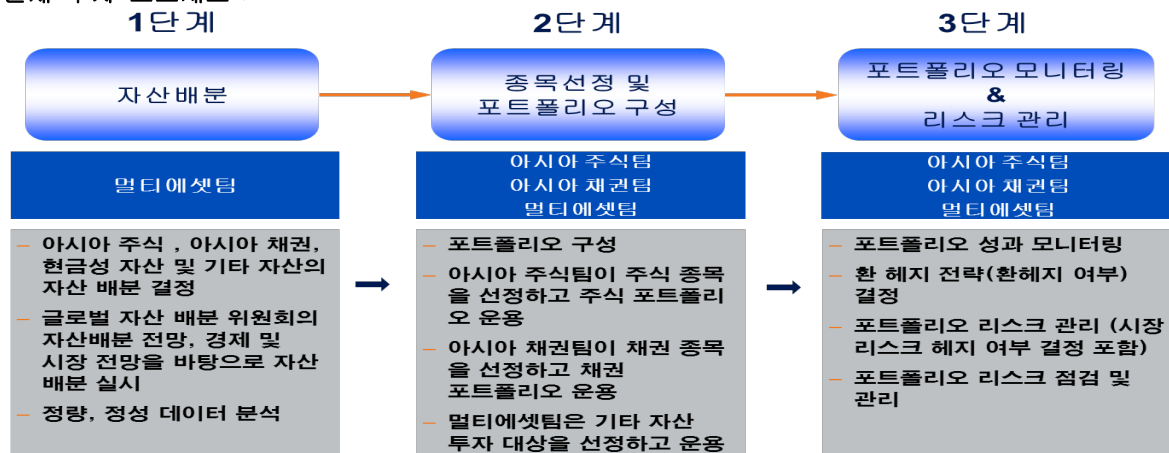 1단계
2단계
3단계
자산배분
종목선정 및
포트폴리오 구성
포트폴리오 모니터링
&
리스크 관리
멀티에셋팀
아시아 주식팀
아시아 채권팀
멀티에셋팀
아시아 주식팀
아시아 채권팀
멀티에셋팀
– 아시아 주식 , 아시아 채권,
현금성 자산 및 기타 자산의
자산 배분 결정
– 글로벌 자산 배분 위원회의
자산배분 전망, 경제 및
시장 전망을 바탕으로 자산
배분 실시
– 정량, 정성 데이터 분석
– 포트폴리오 구성
– 아시아 주식팀이 주식 종목
을 선정하고 주식 포트폴리
오 운용
– 아시아 채권팀이 채권 종목
을 선정하고 채권
포트폴리오 운용
– 멀티에셋팀은 기타 자산
투자 대상을 선정하고 운용
– 포트폴리오 성과 모니터링
– 환 헤지 전략(환헤지 여부)
결정
– 포트폴리오 리스크 관리 (시장
리스크 헤지 여부 결정 포함)
– 포트폴리오 리스크 점검 및
관리